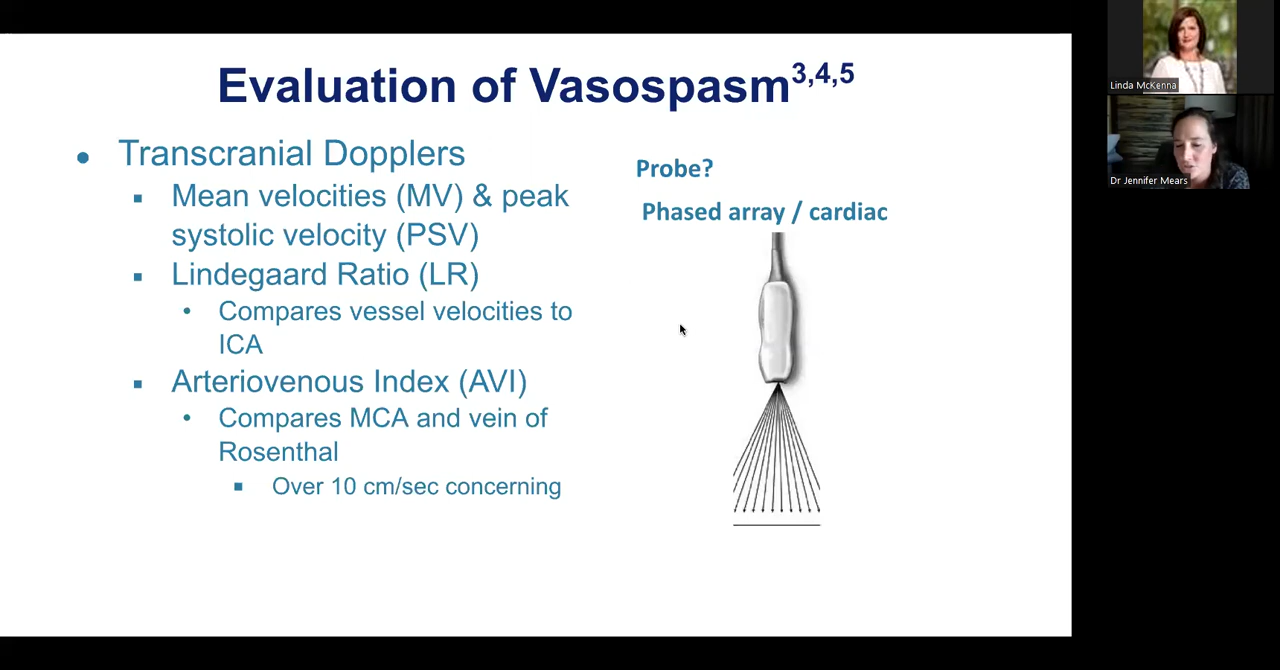 Evaluation of Vasospasm3,4,5
Transcranial Dopplers
Mean velocities (MV) & peak
systolic velocity (PSV)
Lindegaard Ratio (LR)
Compares vessel velocities to
ICA
Arteriovenous Index (AVI)
Compares MCA and vein of
Rosenthal
Over 10 cm/sec concerning
Probe?
Phased array / cardiac
Linda McKenna
Dr Jennifer Mears